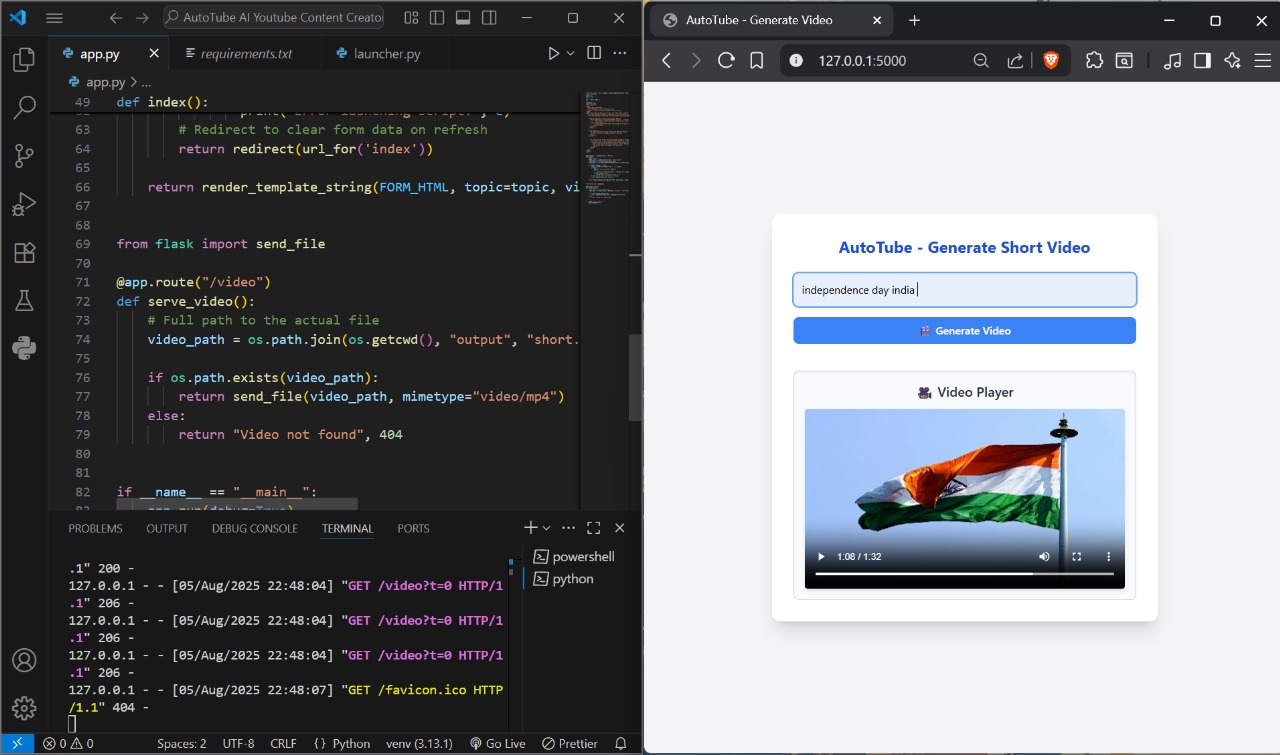 AutoTube AI Youtube Content Creato
app.py
requirements.txt
launcher.py
app.py > ...
49 def index():
63 # Redirect to clear form data on refresh
64 return redirect(url_for('index'))
65
66 return render_template_string(FORM_HTML, topic=topic, vi
67
68
69 from flask import send_file
70
71 @app.route("/video")
72 def serve_video():
73 # Full path to the actual file
74 video_path = os.path.join(os.getcwd(), "output", "short.
75
76 if os.path.exists(video_path):
77 return send_file(video_path, mimetype="video/mp4")
78 else:
79 return "Video not found", 404
80
81
82 if __name__ == "__main__":
PROBLEMS OUTPUT DEBUG CONSOLE TERMINAL PORTS
powershell
python
.1" 200 -
127.0.0.1 - - [05/Aug/2025 22:48:04] "GET /video?t=0 HTTP/1
.1" 206 -
127.0.0.1 - - [05/Aug/2025 22:48:04] "GET /video?t=0 HTTP/1
.1" 206 -
127.0.0.1 - - [05/Aug/2025 22:48:04] "GET /video?t=0 HTTP/1
.1" 206 -
127.0.0.1 - - [05/Aug/2025 22:48:07] "GET /favicon.ico HTTP
/1.1" 404 -
0 0 Spaces: 2 UTF-8 CRLF {} Python venv (3.13.1) Go Live Prettier
AutoTube - Generate Video
127.0.0.1:5000
AutoTube - Generate Short Video
independence day india
Generate Video
Video Player
1:08 / 1:32